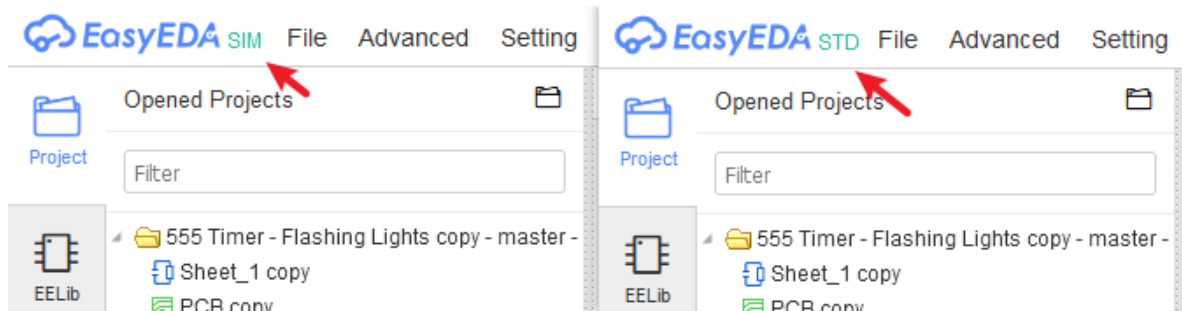 EasyEDA SIM File Advanced Setting
Opened Projects
Project
Filter
555 Timer - Flashing Lights copy - master -
Sheet_1 copy
EELib
PCB copy
EasyEDA STD File Advanced Setting
Opened Projects
Project
Filter
555 Timer - Flashing Lights copy - master -
Sheet_1 copy
EELib
PCB copy